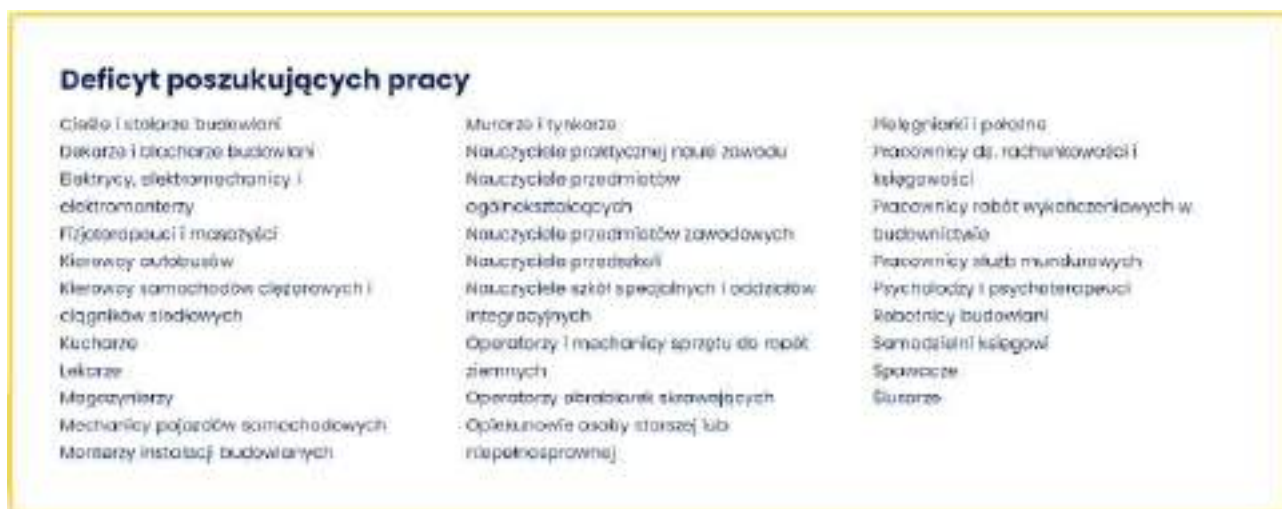 Deficyt poszukujących pracy
Cieśle i stolarze budowlani
Dekarze i blacharze budowlani
Elektrycy, elektromechanicy i
elektromonterzy
Fizjoterapeuci i masażyści
Kierowcy autobusów
Kierowcy samochodów ciężarowych i
ciągników siodłowych
Kucharze
Lekarze
Magazynierzy
Mechanicy pojazdów samochodowych
Monterzy instalacji budowlanych
Murarze i tynkarze
Nauczyciele praktycznej nauki zawodu
Nauczyciele przedmiotów
ogólnokształcących
Nauczyciele przedmiotów zawodowych
Nauczyciele przedszkoli
Nauczyciele szkół specjalnych i oddziałów
integracyjnych
Operatorzy i mechanicy sprzętu do robót
ziemnych
Operatorzy obrabiarek skrawających
Opiekunowie osoby starszej lub
niepełnosprawnej
Pielęgniarki i położne
Pracownicy ds. rachunkowości i
księgowości
Pracownicy robót wykończeniowych w
budownictwie
Pracownicy służb mundurowych
Psycholodzy i psychoterapeuci
Robotnicy budowlani
Samodzielni księgowi
Spawacze
Ślusarze